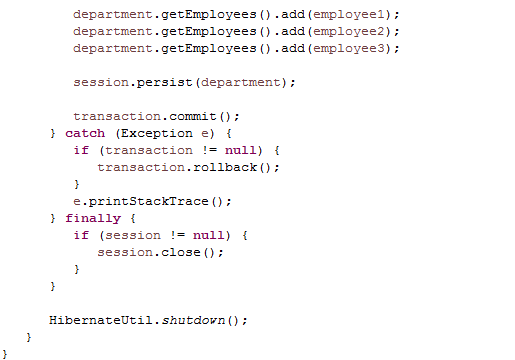 department.getEmployees().add(employee1);
department.getEmployees().add(employee2);
department.getEmployees().add(employee3);
session.persist(department);
transaction.commit();
} catch (Exception e) {
if (transaction != null) {
transaction.rollback();
}
e.printStackTrace();
} finally {
if (session != null) {
session.close();
}
}
HibernateUtil.shutdown();
}
}